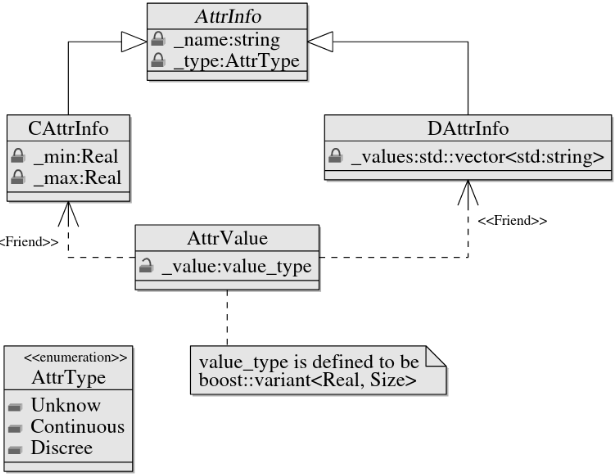 AttrInfo
_name:string
_type:AttrType
CAttrInfo
_min:Real
_max:Real
DAttrInfo
_values:std::vector<std:string>
<Friend>>
<<Friend>>
AttrValue
_value:value_type
value_type is defined to be
boost::variant<Real, Size>
<<enumeration>>
AttrType
Unknow
Continuous
Discree